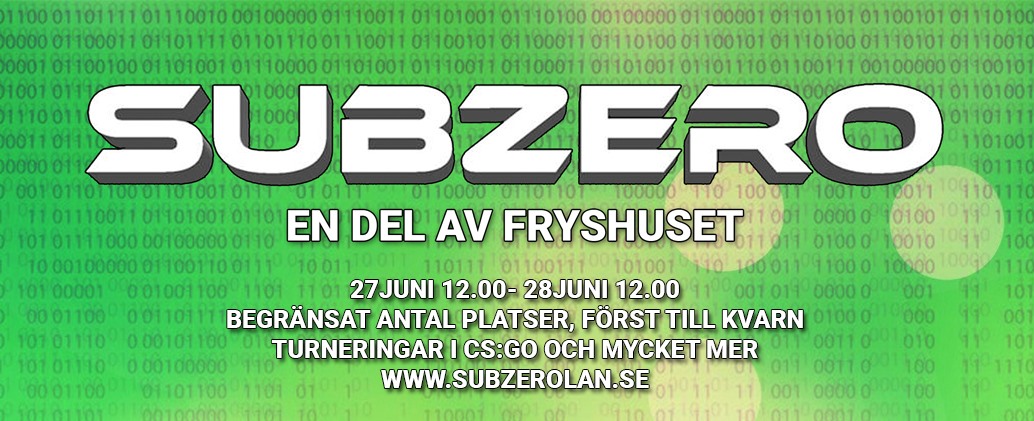 SUBZERO
EN DEL AV FRYSHUSET
27JUNI 12.00- 28JUNI 12.00
BEGRÄNSAT ANTAL PLATSER, FÖRST TILL KVARN
TURNERINGAR I CS:GO OCH MYCKET MER
WWW.SUBZEROLAN.SE